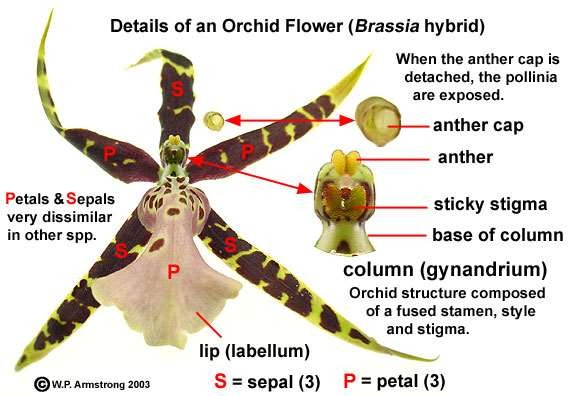 Details of an Orchid Flower (Brassia hybrid)
When the anther cap is
detached, the pollinia
are exposed.
anther cap
anther
sticky stigma
base of column
column (gynandrium)
Orchid structure composed
of a fused stamen, style
and stigma.
S
P
P
Petals & Sepals
very dissimilar
in other spp.
S
S
P
lip (labellum)
S = sepal (3) P = petal (3)
© W.P. Armstrong 2003